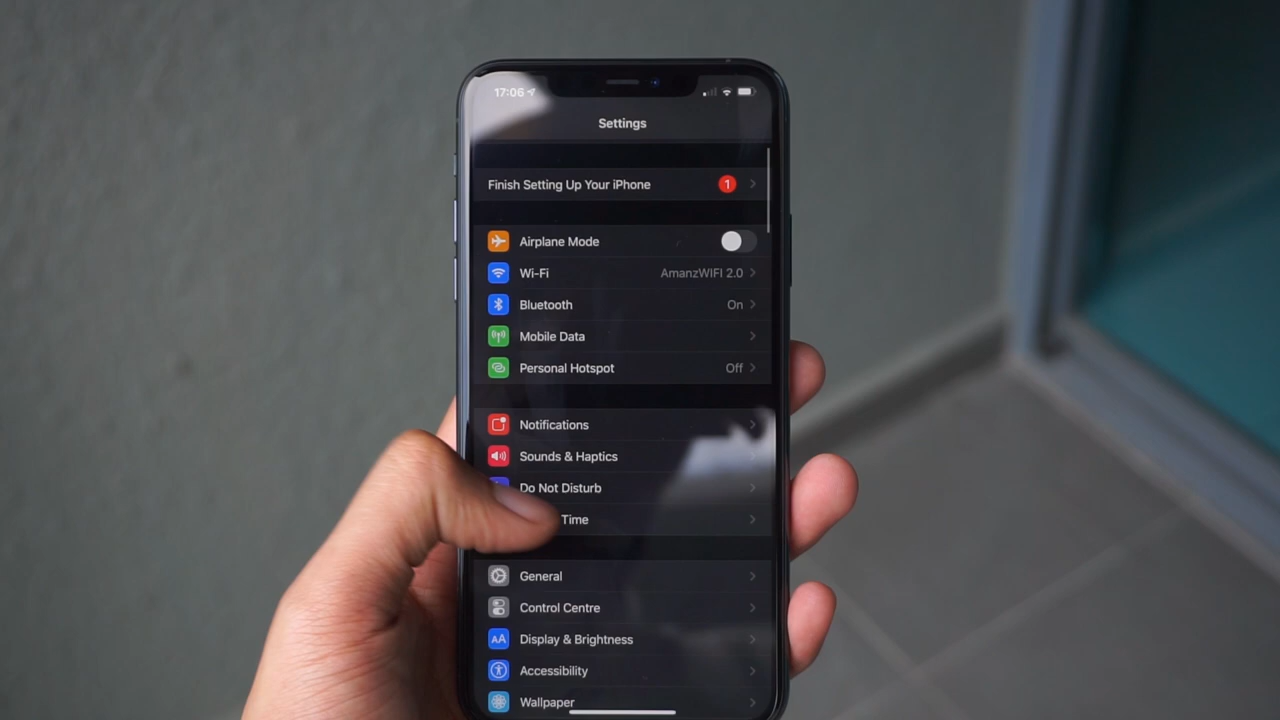 17:06
Settings
Finish Setting Up Your iPhone 1
Airplane Mode
Wi-Fi AmanzWIFI 2.0
Bluetooth On
Mobile Data
Personal Hotspot Off
Notifications
Sounds & Haptics
Do Not Disturb
Time
General
Control Centre
AA Display & Brightness
Accessibility
Wallpaper